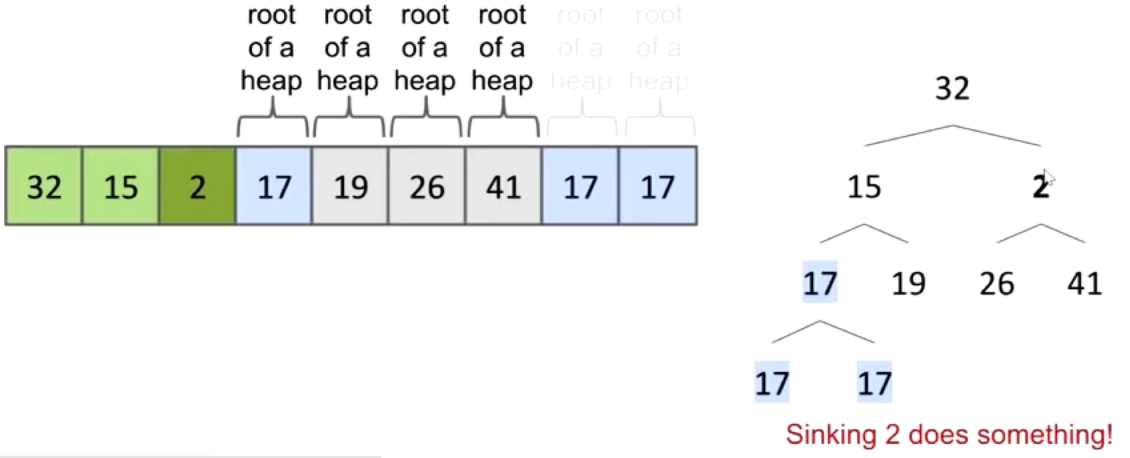 root root root root root root
of a of a of a of a of a of a
heap heap heap heap heap heap
32 15 2 17 19 26 41 17 17
32
15 2
17 19 26 41
17 17
Sinking 2 does something!